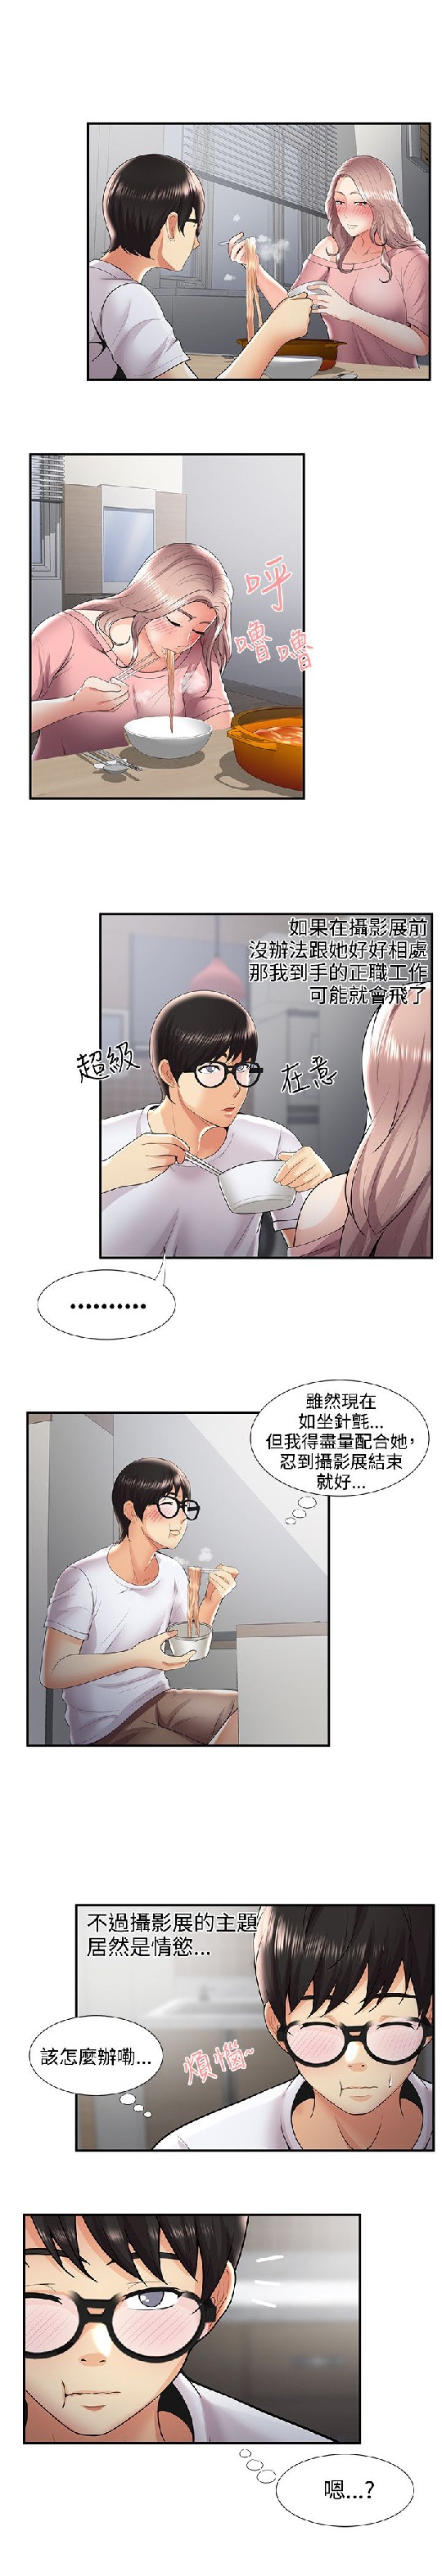 呼
嚕嚕
如果在攝影展前
沒辦法跟她好好相處
那我到手的正職工作
可能就會飛了
超級
在意
··········
雖然現在
如坐針氈...
但我得盡量配合她,
忍到攝影展結束
就好...
不過攝影展的主題
居然是情慾...
該怎麼辦嘞...
煩惱~
嗯...?